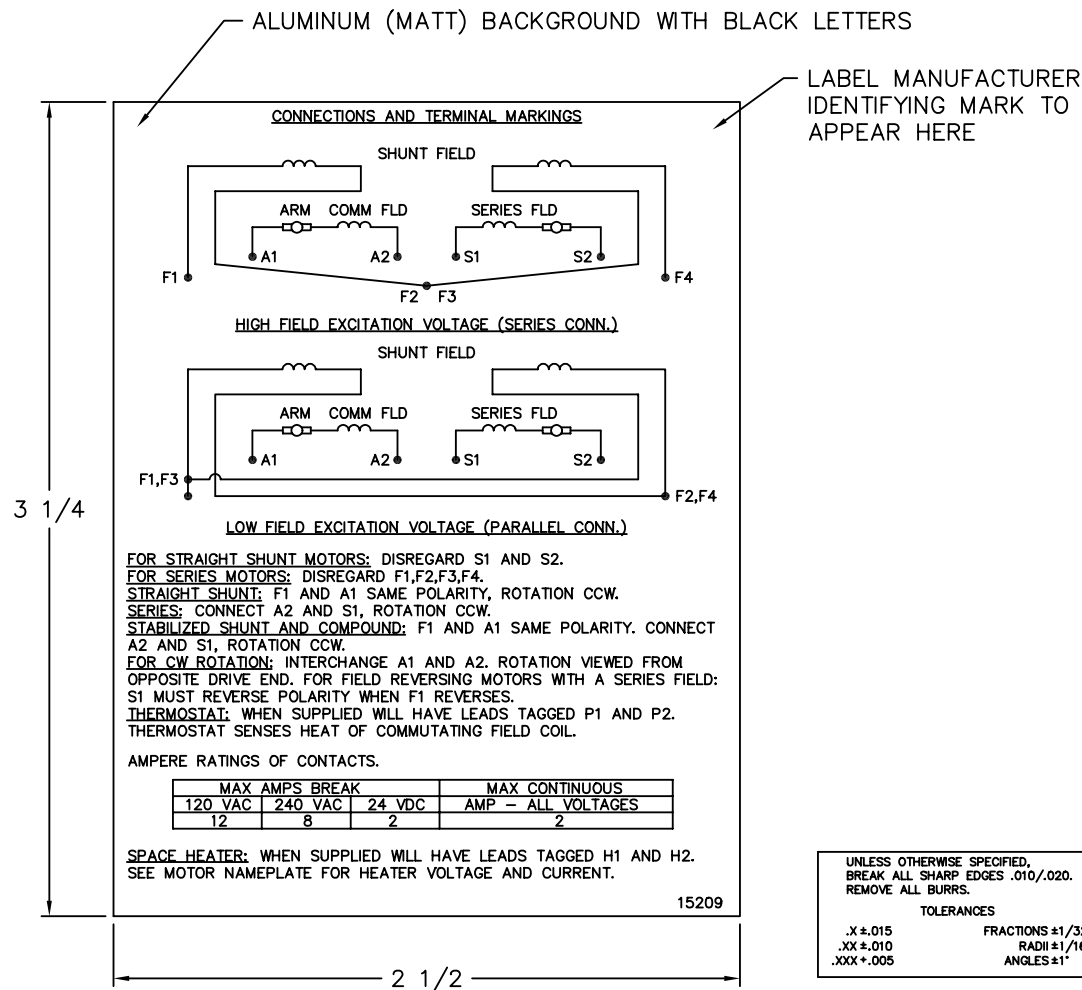 ALUMINUM (MATT) BACKGROUND WITH BLACK LETTERS
LABEL MANUFACTURER
IDENTIFYING MARK TO
APPEAR HERE
CONNECTIONS AND TERMINAL MARKINGS
SHUNT FIELD
ARM COMM FLD SERIES FLD
A1 A2 S1 S2
F1 F4
F2 F3
HIGH FIELD EXCITATION VOLTAGE (SERIES CONN.)
SHUNT FIELD
ARM COMM FLD SERIES FLD
A1 A2 S1 S2
F1,F3
F2,F4
3 1/4
LOW FIELD EXCITATION VOLTAGE (PARALLEL CONN.)
FOR STRAIGHT SHUNT MOTORS: DISREGARD S1 AND S2.
FOR SERIES MOTORS: DISREGARD F1,F2,F3,F4.
STRAIGHT SHUNT: F1 AND A1 SAME POLARITY, ROTATION CCW.
SERIES: CONNECT A2 AND S1, ROTATION CCW.
STABILIZED SHUNT AND COMPOUND: F1 AND A1 SAME POLARITY. CONNECT
A2 AND S1, ROTATION CCW.
FOR CW ROTATION: INTERCHANGE A1 AND A2. ROTATION VIEWED FROM
OPPOSITE DRIVE END. FOR FIELD REVERSING MOTORS WITH A SERIES FIELD:
S1 MUST REVERSE POLARITY WHEN F1 REVERSES.
THERMOSTAT: WHEN SUPPLIED WILL HAVE LEADS TAGGED P1 AND P2.
THERMOSTAT SENSES HEAT OF COMMUTATING FIELD COIL.
AMPERE RATINGS OF CONTACTS.
MAX AMPS BREAK MAX CONTINUOUS
120 VAC 240 VAC 24 VDC AMP – ALL VOLTAGES
12 8 2 2
SPACE HEATER: WHEN SUPPLIED WILL HAVE LEADS TAGGED H1 AND H2.
SEE MOTOR NAMEPLATE FOR HEATER VOLTAGE AND CURRENT.
15209
2 1/2
UNLESS OTHERWISE SPECIFIED,
BREAK ALL SHARP EDGES .010/.020.
REMOVE ALL BURRS.
TOLERANCES
.X ±.015 FRACTIONS ±1/32
.XX ±.010 RADII ±1/16
.XXX ±.005 ANGLES ±1°